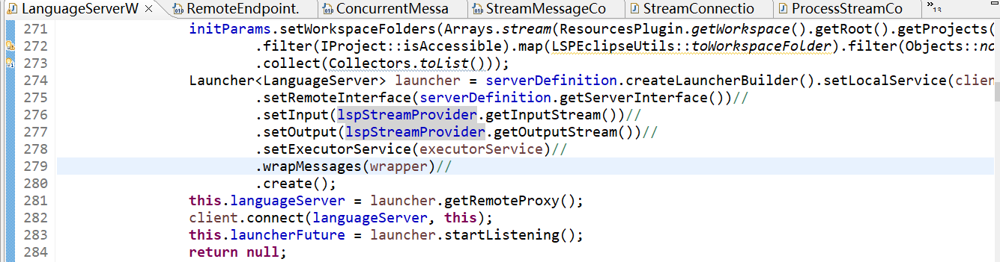 LanguageServerW RemoteEndpoint. ConcurrentMessa StreamMessageCo StreamConnectio ProcessStreamCo »13
271 initParams.setWorkspaceFolders(Arrays.stream(ResourcesPlugin.getWorkspace().getRoot().getProjects(
272 .filter(IProject::isAccessible).map(LSPEclipseUtils::toWorkspaceFolder).filter(Objects::no
273 .collect(Collectors.toList()));
274 Launcher<LanguageServer> launcher = serverDefinition.createLauncherBuilder().setLocalService(clien
275 .setRemoteInterface(serverDefinition.getServerInterface())//
276 .setInput(lspStreamProvider.getInputStream())//
277 .setOutput(lspStreamProvider.getOutputStream())//
278 .setExecutorService(executorService)//
279 .wrapMessages(wrapper)//
280 .create();
281 this.languageServer = launcher.getRemoteProxy();
282 client.connect(languageServer, this);
283 this.launcherFuture = launcher.startListening();
284 return null;